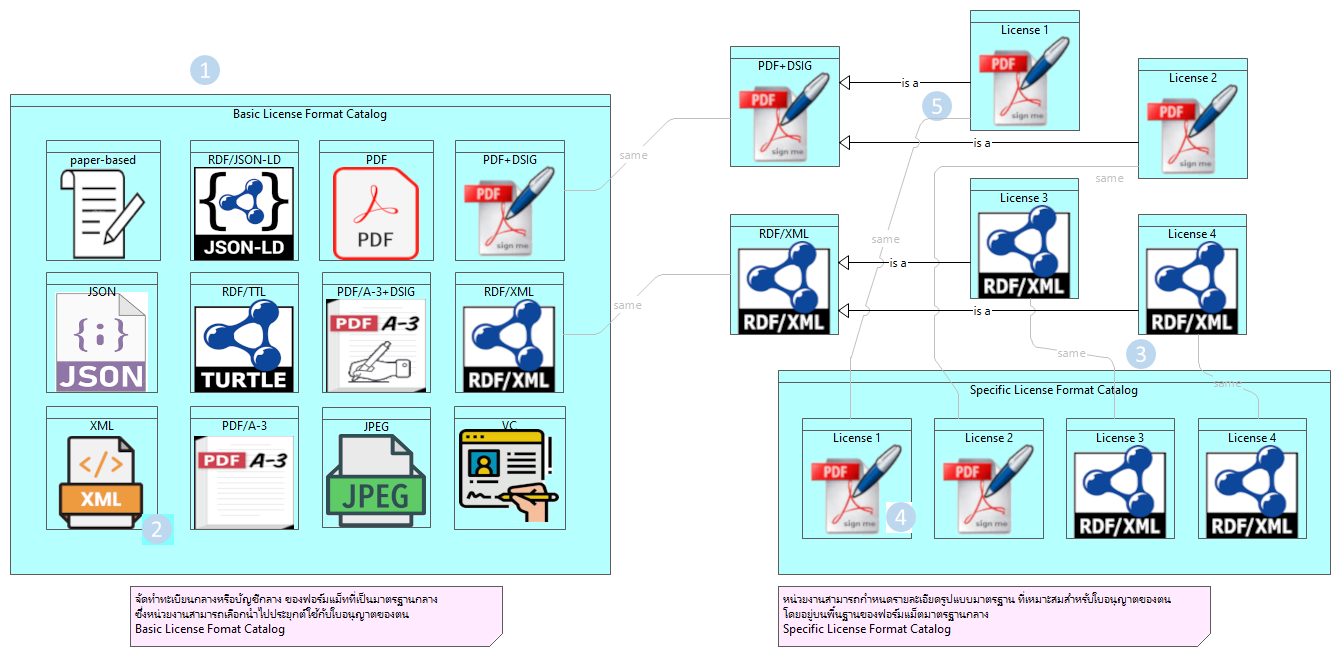 1
Basic License Format Catalog
paper-based
RDF/JSON-LD
JSON-LD
PDF
PDF
PDF+DSIG
PDF
sign me
JSON
JSON
RDF/TTL
TURTLE
PDF/A-3+DSIG
PDF A-3
RDF/XML
RDF/XML
XML
XML
2
PDF/A-3
PDF A-3
JPEG
JPEG
VC
จัดทำทะเบียนกลางหรือบัญชีกลาง ของฟอร์มแม็ทที่เป็นมาตรฐานกลาง
ซึ่งหน่วยงานสามารถเลือกนำไปประยุกต์ใช้กับใบอนุญาตของตน
Basic License Fomat Catalog
same
same
PDF+DSIG
PDF
sign me
is a
License 1
PDF
sign me
5
is a
License 2
PDF
sign me
same
same
RDF/XML
RDF/XML
is a
License 3
RDF/XML
is a
License 4
RDF/XML
same
3
same
Specific License Format Catalog
License 1
PDF
sign me
4
License 2
PDF
sign me
License 3
RDF/XML
License 4
RDF/XML
หน่วยงานสามารถกำหนดรายละเอียดรูปแบบมาตรฐาน ที่เหมาะสมสำหรับใบอนุญาตของตน
โดยอยู่บนพื้นฐานของฟอร์มแม็ตมาตรฐานกลาง
Specific License Format Catalog